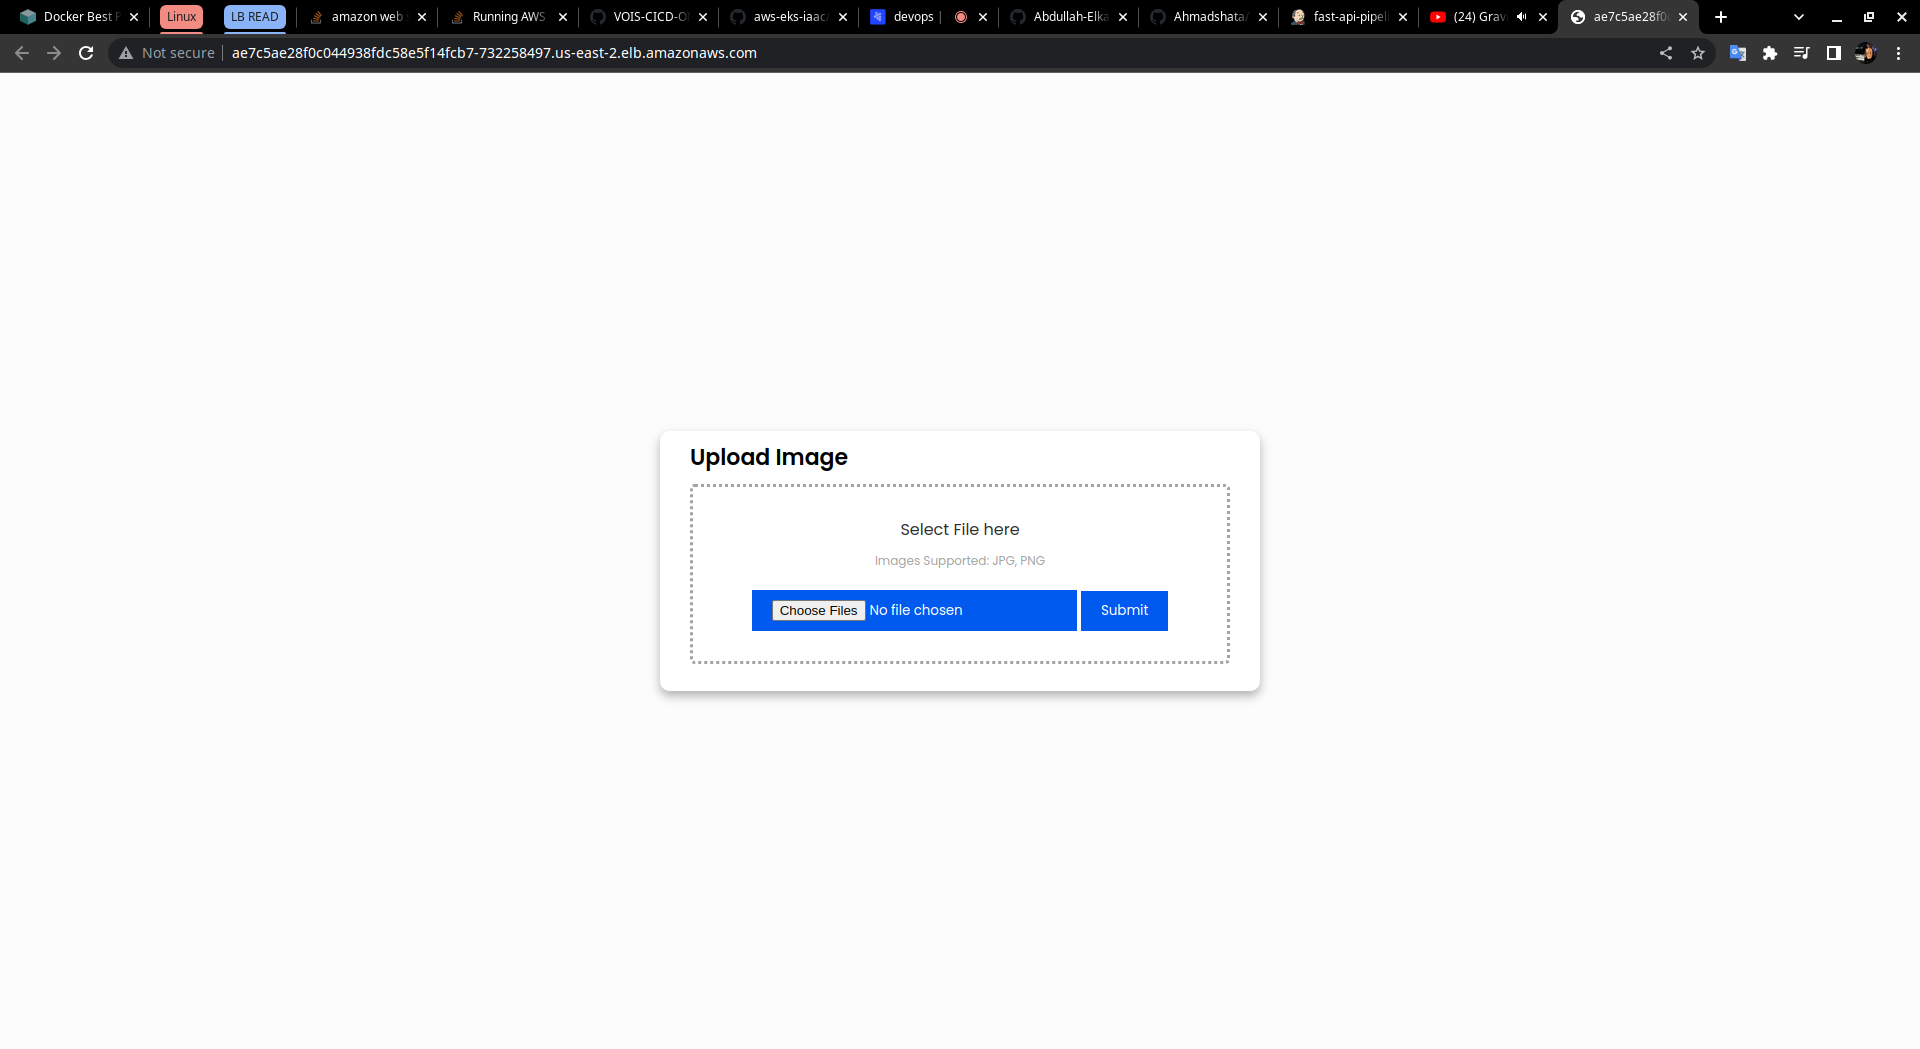 Docker Best P
Linux
LB READ
amazon web
Running AWS
VOIS-CICD-O
aws-eks-iaac
devops |
Abdullah-Elka
Ahmadshata/
fast-api-pipel
(24) Grav
ae7c5ae28f0
Not secure
ae7c5ae28f0c044938fdc58e5f14fcb7-732258497.us-east-2.elb.amazonaws.com
Upload Image
Select File here
Images Supported: JPG, PNG
Choose Files No file chosen
Submit